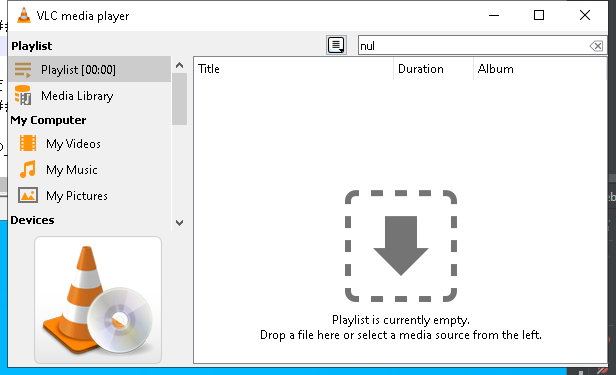 VLC media player
Playlist
nul
Playlist [00:00]
Media Library
My Computer
My Videos
My Music
My Pictures
Devices
Title Duration Album
Playlist is currently empty.
Drop a file here or select a media source from the left.